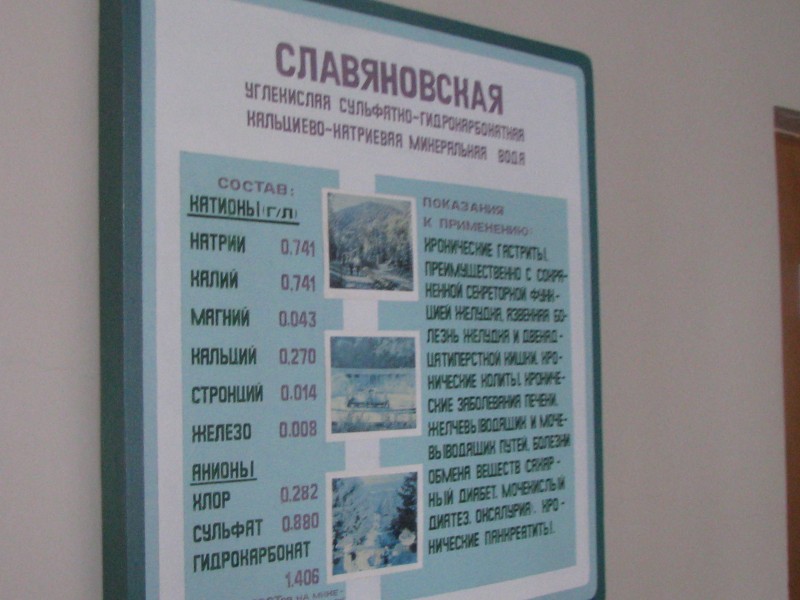 СЛАВЯНОВСКАЯ
УГЛЕКИСЛАЯ СУЛЬФАТНО-ГИДРОКАРБОНАТНАЯ
КАЛЬЦИЕВО-НАТРИЕВАЯ МИНЕРАЛЬНАЯ ВОДА
СОСТАВ:
КАТИОНЫ (Г/Л)
НАТРИИ 0.741
КАЛИЙ 0.741
МАГНИЙ 0.043
КАЛЬЦИЙ 0.270
СТРОНЦИЙ 0.014
ЖЕЛЕЗО 0.008
АНИОНЫ
ХЛОР 0.282
СУЛЬФАТ 0.880
ГИДРОКАРБОНАТ
1.406
ПОКАЗАНИЯ
К ПРИМЕНЕНИЮ:
ХРОНИЧЕСКИЕ ГАСТРИТЫ,
ПРЕИМУЩЕСТВЕННО С СОХРА-
НЕННОЙ СЕКРЕТОРНОЙ ФУНК-
ЦИЕЙ ЖЕЛУДКА, ЯЗВЕННАЯ БО-
ЛЕЗНЬ ЖЕЛУДКА И ДВЕНАД-
ЦАТИПЕРСТНОЙ КИШКИ, ХРО-
НИЧЕСКИЕ КОЛИТЫ, ХРОНИЧЕ-
СКИЕ ЗАБОЛЕВАНИЯ ПЕЧЕНИ,
ЖЕЛЧЕВЫВОДЯЩИХ И МОЧЕ-
ВЫВОДЯЩИХ ПУТЕЙ, БОЛЕЗНИ
ОБМЕНА ВЕЩЕСТВ САХАР-
НЫЙ ДИАБЕТ, МОЧЕКИСЛЫЙ
ДИАТЕЗ, ОКСАЛУРИЯ), ХРО-
НИЧЕСКИЕ ПАНКРЕАТИТЫ.